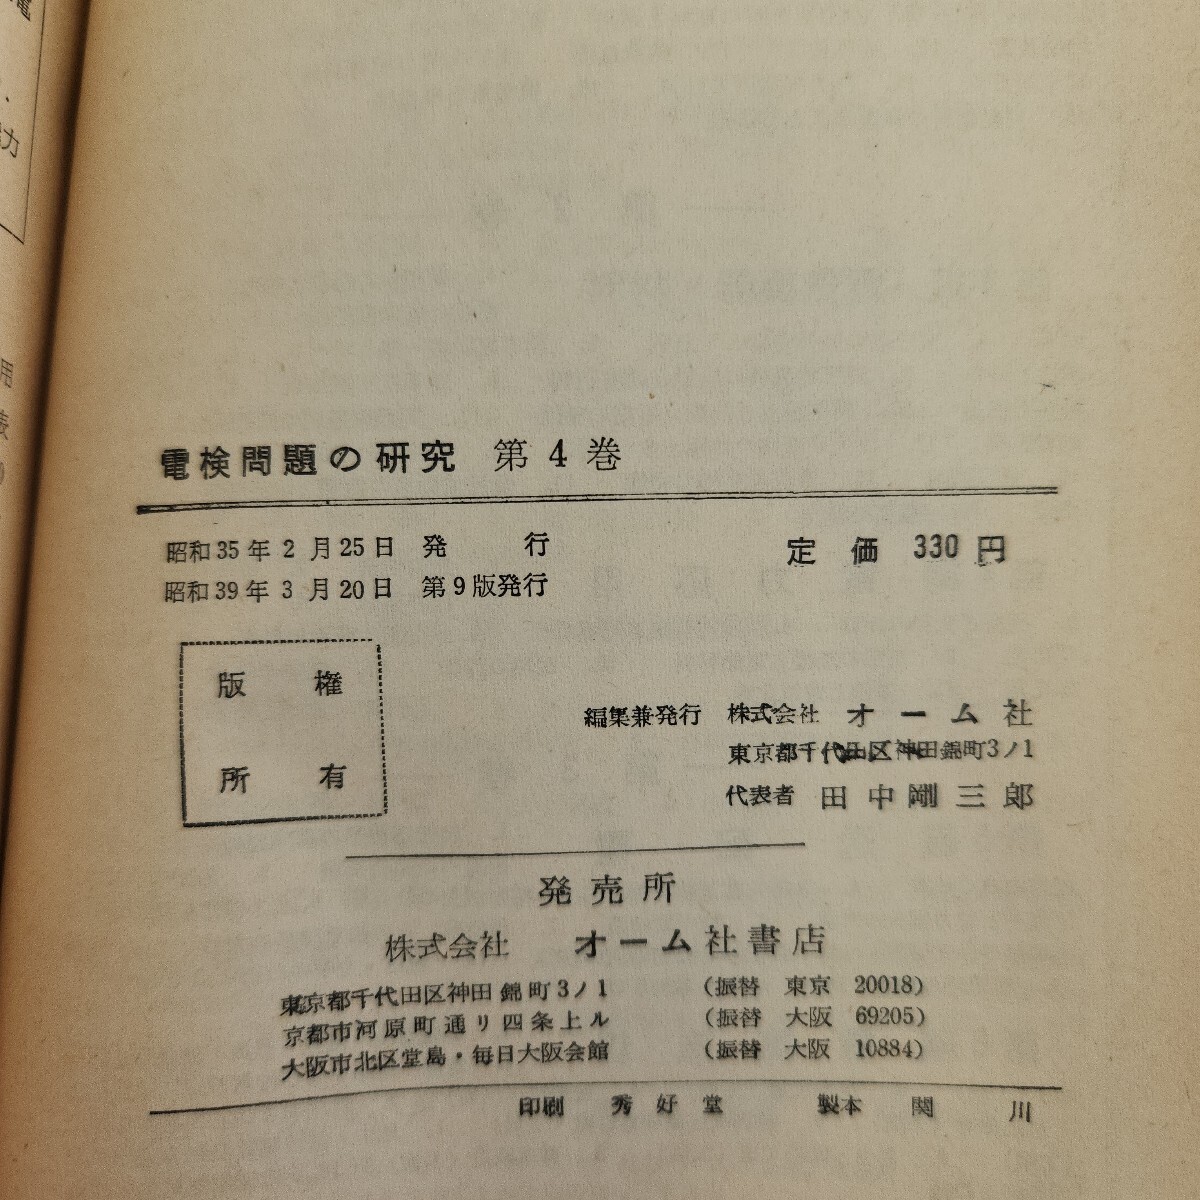 電検問題の研究 第4巻
昭和35年2月25日 発行
定価 330円
昭和39年3月20日 第9版発行
版権
所有
編集兼発行 株式会社 オーム社
東京都千代田区神田錦町3ノ1
代表者 田中剛三郎
発売所
株式会社 オーム社書店
東京都千代田区神田錦町3ノ1 (振替 東京 20018)
京都市河原町通リ四条上ル (振替 大阪 69205)
大阪市北区堂島・毎日大阪会館 (振替 大阪 10884)
印刷 秀好堂 製本 関川
力
用